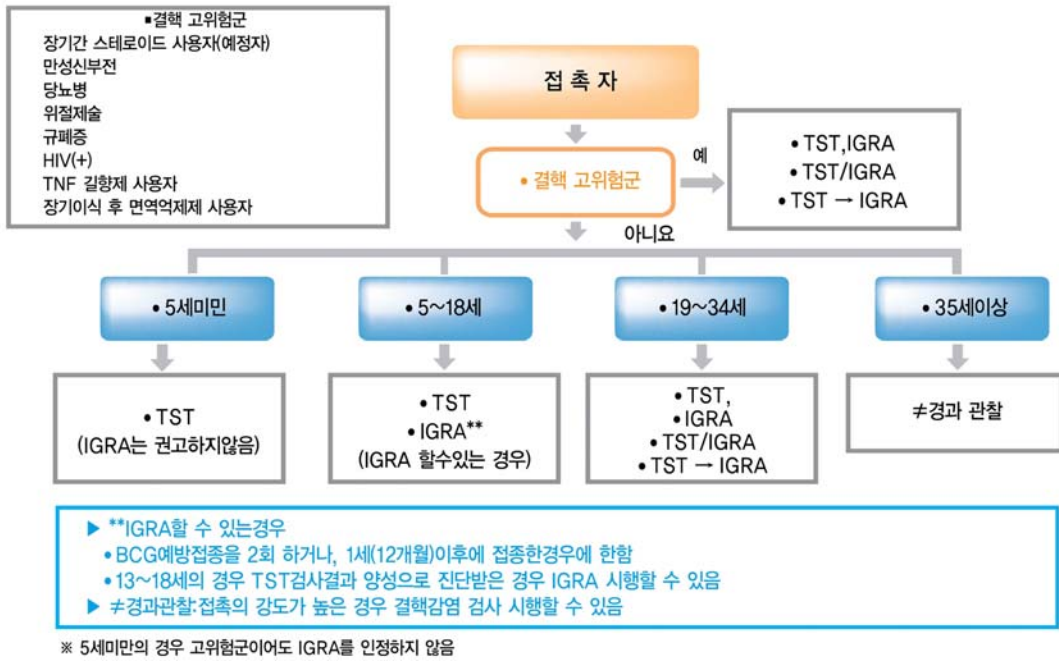 ▪결핵 고위험군
장기간 스테로이드 사용자(예정자)
만성신부전
당뇨병
위절제술
규폐증
HIV(+)
TNF 길항제 사용자
장기이식 후 면역억제제 사용자
접 촉 자
• 결핵 고위험군
예
• TST,IGRA
• TST/IGRA
• TST → IGRA
아니요
• 5세미민
• 5~18세
• 19~34세
• 35세이상
• TST
(IGRA는 권고하지않음)
• TST
• IGRA**
(IGRA 할수있는 경우)
• TST,
• IGRA
• TST/IGRA
• TST → IGRA
≠경과 관찰
▶ **IGRA할 수 있는경우
• BCG예방접종을 2회 하거나, 1세(12개월)이후에 접종한경우에 한함
• 13~18세의 경우 TST검사결과 양성으로 진단받은 경우 IGRA 시행할 수 있음
▶ ≠경과관찰:접촉의 강도가 높은 경우 결핵감염 검사 시행할 수 있음
※ 5세미만의 경우 고위험군이어도 IGRA를 인정하지 않음